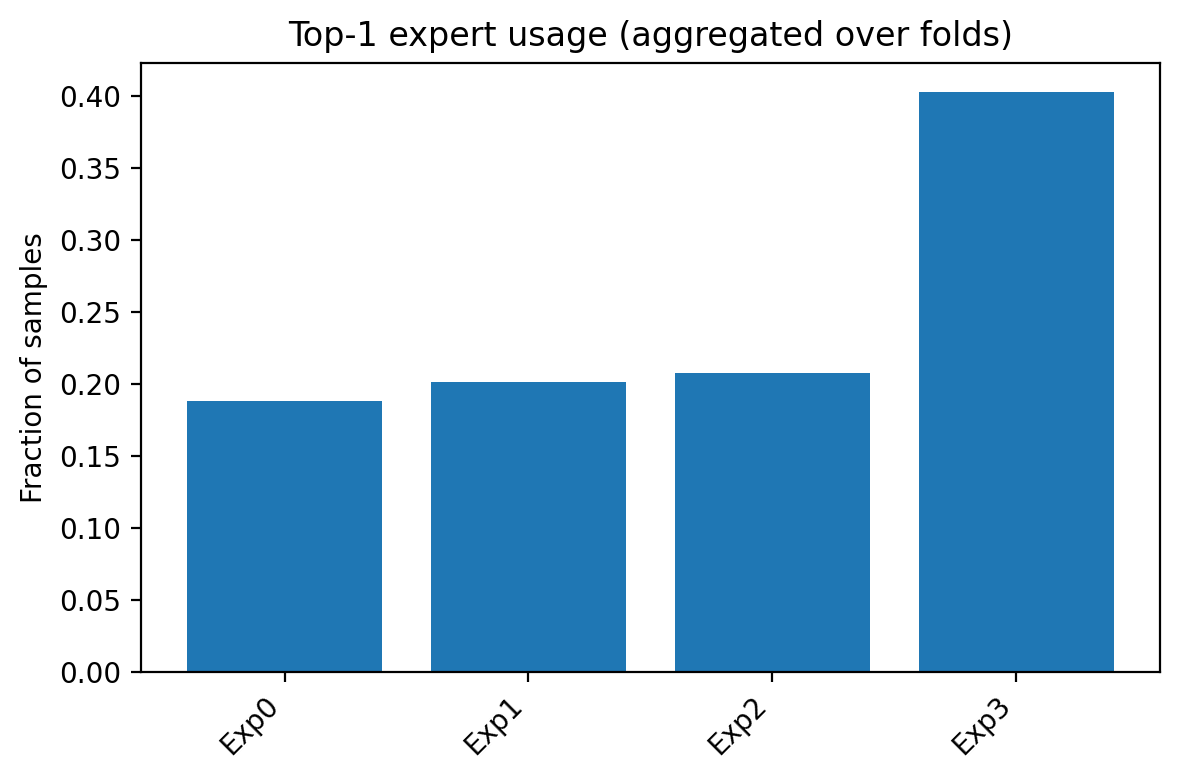 Top-1 expert usage (aggregated over folds)
Fraction of samples
0.40
0.35
0.30
0.25
0.20
0.15
0.10
0.05
0.00
Exp0
Exp1
Exp2
Exp3